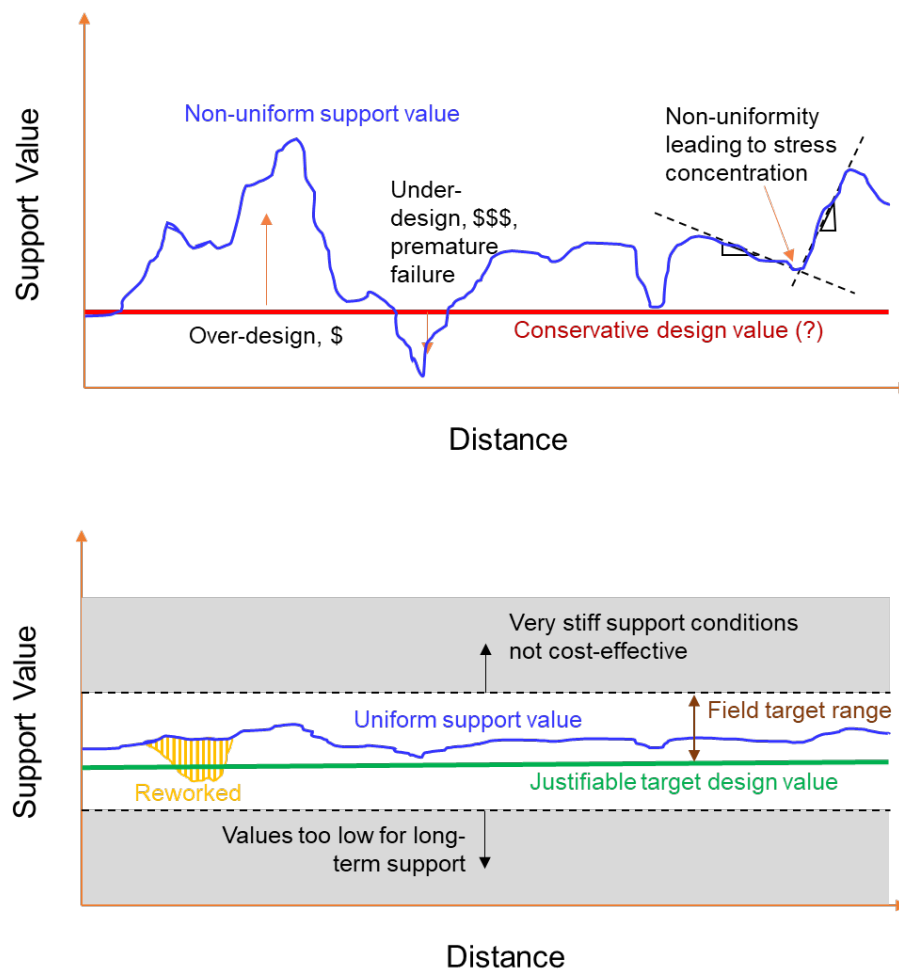 Support Value
Non-uniform support value
Non-uniformity
leading to stress
concentration
Under-
design, $$$,
premature
failure
Over-design, $
Conservative design value (?)
Distance
Support Value
Very stiff support conditions
not cost-effective
Uniform support value
Field target range
Reworked
Justifiable target design value
Values too low for long-
term support
Distance